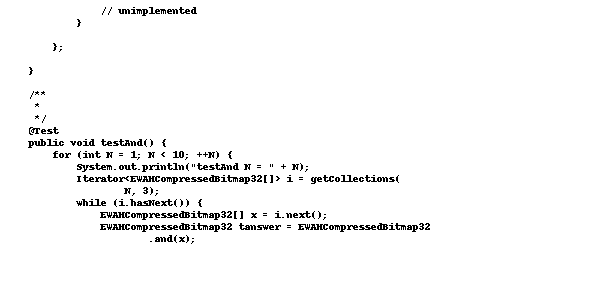 // unimplemented
}
};
}
/**
*
*/
@Test
public void testAnd() {
for (int N = 1; N < 10; ++N) {
System.out.println("testAnd N = " + N);
Iterator<EWAHCompressedBitmap32[]> i = getCollections(
N, 3);
while (i.hasNext()) {
EWAHCompressedBitmap32[] x = i.next();
EWAHCompressedBitmap32 tanswer = EWAHCompressedBitmap32
.and(x);